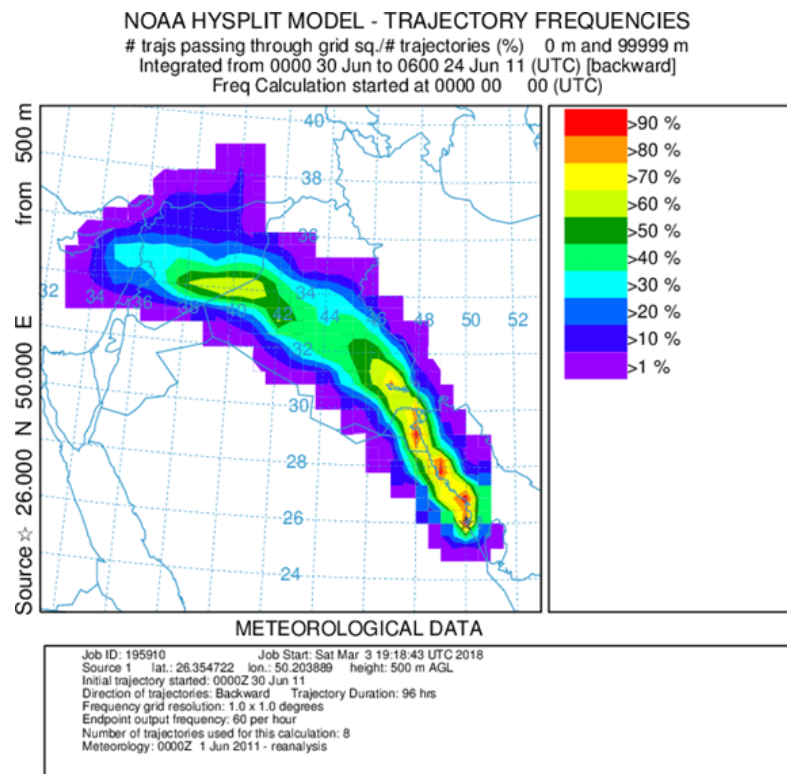 NOAA HYSPLIT MODEL - TRAJECTORY FREQUENCIES
# trajs passing through grid sq./# trajectories (%) 0 m and 99999 m
Integrated from 0000 30 Jun to 0600 24 Jun 11 (UTC) [backward]
Freq Calculation started at 0000 00 00 (UTC)
Source ☆ 26.000 N 50.000 E from 500 m
40
38
36
32 34 36 38 40 42 44 46 48 50 52
34
32
30
28
26
24
>90 %
>80 %
>70 %
>60 %
>50 %
>40 %
>30 %
>20 %
>10 %
>1 %
METEOROLOGICAL DATA
Job ID: 195910 Job Start: Sat Mar 3 19:18:43 UTC 2018
Source 1 lat.: 26.354722 lon.: 50.203889 height: 500 m AGL
Initial trajectory started: 0000Z 30 Jun 11
Direction of trajectories: Backward Trajectory Duration: 96 hrs
Frequency grid resolution: 1.0 x 1.0 degrees
Endpoint output frequency: 60 per hour
Number of trajectories used for this calculation: 8
Meteorology: 0000Z 1 Jun 2011 - reanalysis